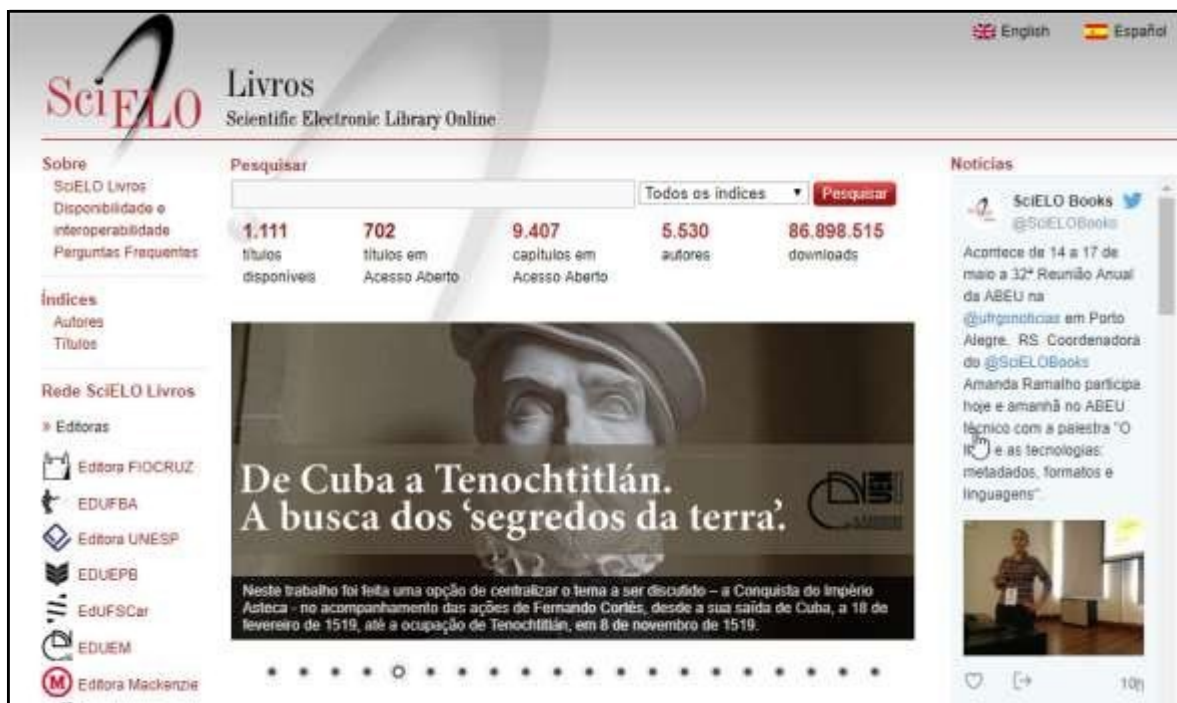 English
Español
SciELO
Livros
Scientific Electronic Library Online
Sobre
SciELO Livros
Disponibilidade e
interoperabilidade
Perguntas Frequentes
Índices
Autores
Títulos
Rede SciELO Livros
» Editoras
Editora FIOCRUZ
EDUFBA
Editora UNESP
EDUEPB
EdUFSCar
EDUEM
Editora Mackenzie
Pesquisar
Todos os índices
Pesquisar
1.111
títulos
disponíveis
702
títulos em
Acesso Aberto
9.407
capítulos em
Acesso Aberto
5.530
autores
86.898.515
downloads
De Cuba a Tenochtitlán.
A busca dos ‘segredos da terra’.
Neste trabalho foi feita uma opção de centralizar o tema a ser discutido – a Conquista do Império
Asteca - no acompanhamento das ações de Fernando Cortés, desde a sua saída de Cuba, a 18 de
fevereiro de 1519, até a ocupação de Tenochtitlán, em 8 de novembro de 1519.
Notícias
SciELO Books
@SciELOBooks
Acontece de 14 a 17 de
maio a 32ª Reunião Anual
da ABEU na
@ufrgsnoticias em Porto
Alegre, RS Coordenadora
do @SciELOBooks
Amanda Ramalho participa
hoje e amanhã no ABEU
técnico com a palestra "O
e as tecnologias:
metadados, formatos e
linguagens".
10h